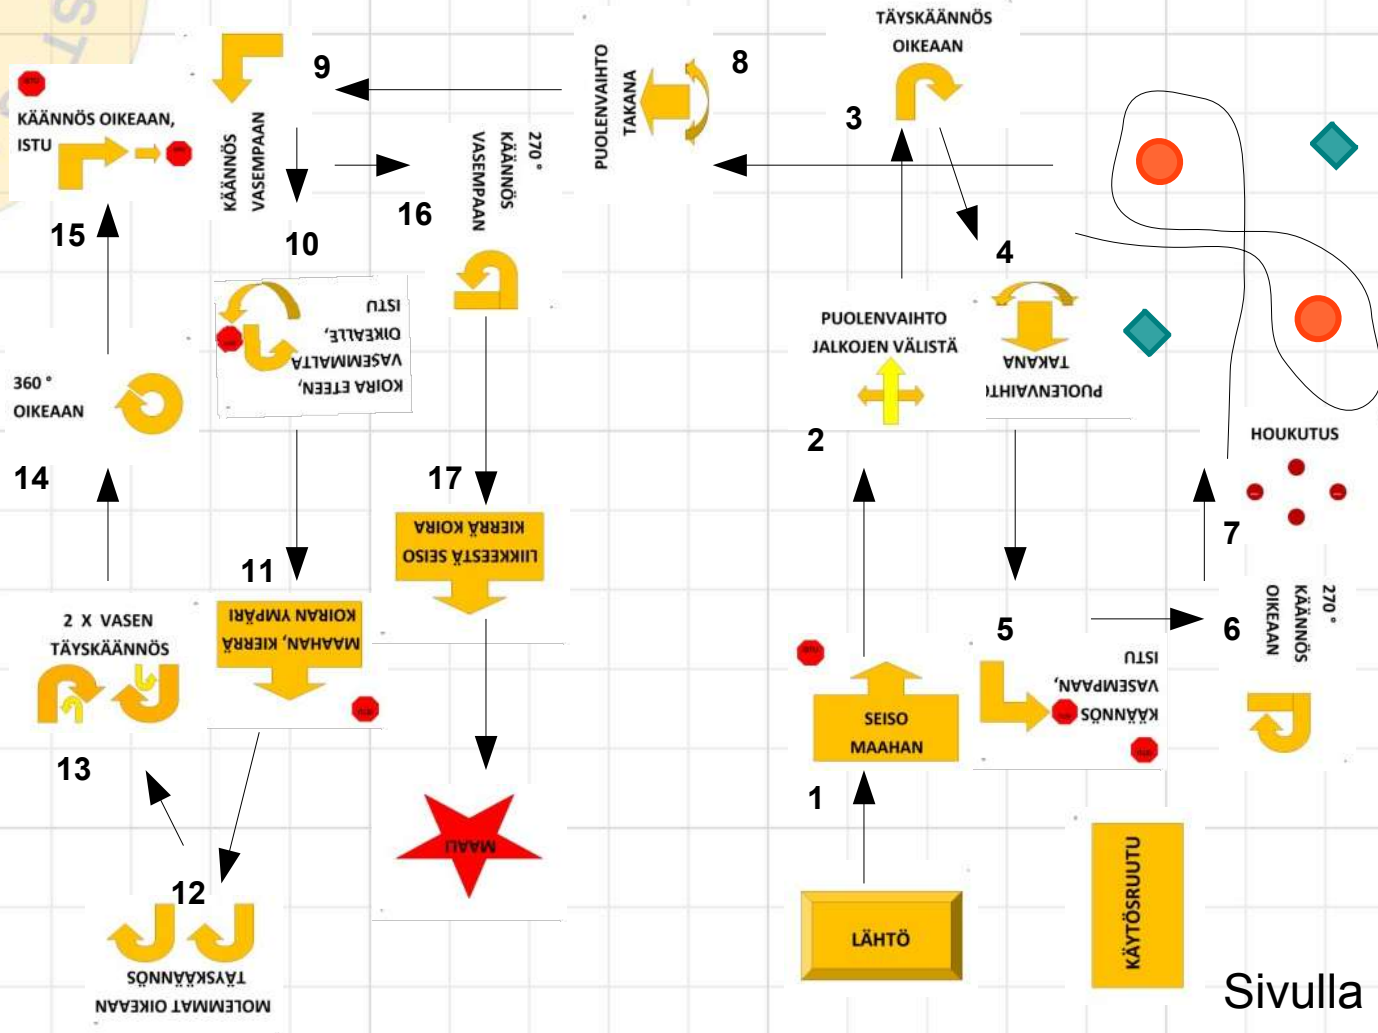 TÄYSKÄÄNNÖS
OIKEAAN
3
PUOLENVAIHTO
TAKANA
8
9
KÄÄNNÖS
VASEMPAAN
KÄÄNNÖS OIKEAAN,
ISTU
15
10
16
270°
KÄÄNNÖS
VASEMPAAN
4
PUOLENVAIHTO
TAKANA
PUOLENVAIHTO
JALKOJEN VÄLISTÄ
2
KOIRA ETEEN,
VASEMMALTA
OIKEALLE,
ISTU
360 °
OIKEAAN
14
17
LIIKKEESTÄ SEISO
KIERRÄ KOIRA
HOUKUTUS
7
11
MAAHAN, KIERRÄ
KOIRAN YMPÄRI
2 X VASEN
TÄYSKÄÄNNÖS
13
5
KÄÄNNÖS
VASEMPAAN,
ISTU
6
270°
KÄÄNNÖS
OIKEAAN
SEISO
MAAHAN
1
12
MOLEMMAT OIKEAAN
TÄYSKÄÄNNÖS
MAALI
LÄHTÖ
KÄYTÖSRUUTU
Sivulla